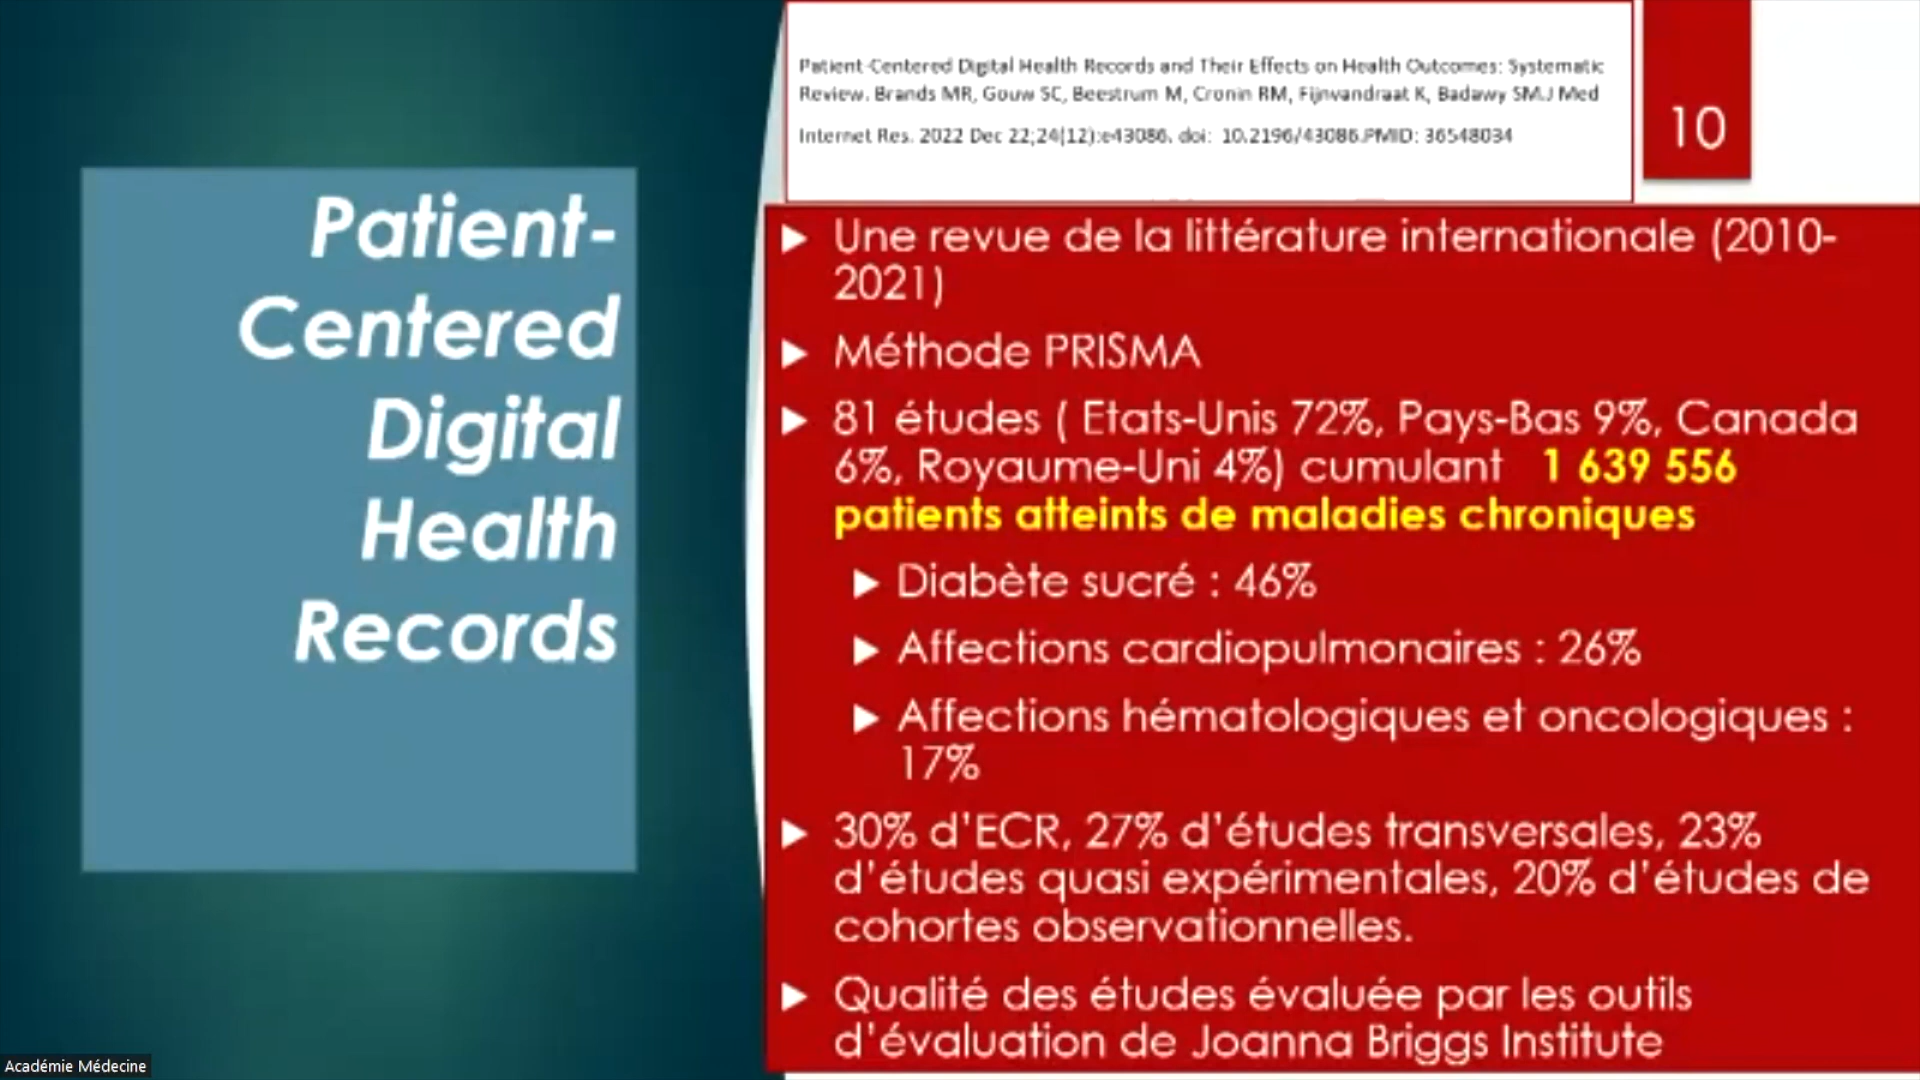 Patient-Centered Digital Health Records and Their Effects on Health Outcomes: Systematic
Review. Brands MR, Gouw SC, Beestrum M, Cronin RM, Fijnvandraat K, Badawy SM.J Med
Internet Res. 2022 Dec 22;24(12):e43086. doi: 10.2196/43086.PMID: 36548034
10
Patient-
Centered
Digital
Health
Records
Une revue de la littérature internationale (2010-
2021)
Méthode PRISMA
81 études ( Etats-Unis 72%, Pays-Bas 9%, Canada
6%, Royaume-Uni 4%) cumulant 1 639 556
patients atteints de maladies chroniques
Diabète sucré : 46%
Affections cardiopulmonaires : 26%
Affections hématologiques et oncologiques :
17%
30% d'ECR, 27% d'études transversales, 23%
d'études quasi expérimentales, 20% d'études de
cohortes observationnelles.
Qualité des études évaluée par les outils
d'évaluation de Joanna Briggs Institute
Académie Médecine